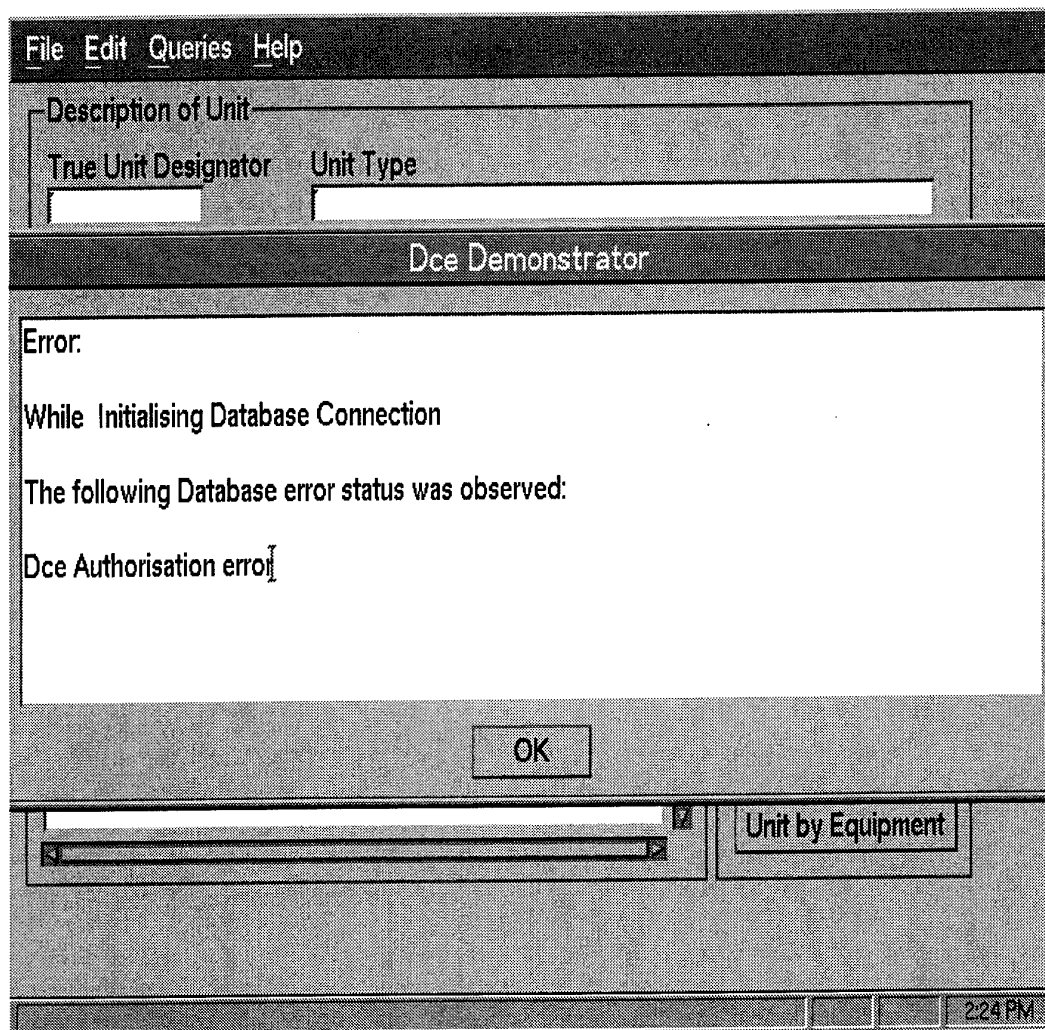 File Edit Queries Help
Description of Unit
True Unit Designator Unit Type
Dce Demonstrator
Error:
While Initialising Database Connection
The following Database error status was observed:
Dce Authorisation error
OK
Unit by Equipment
2:24 PM